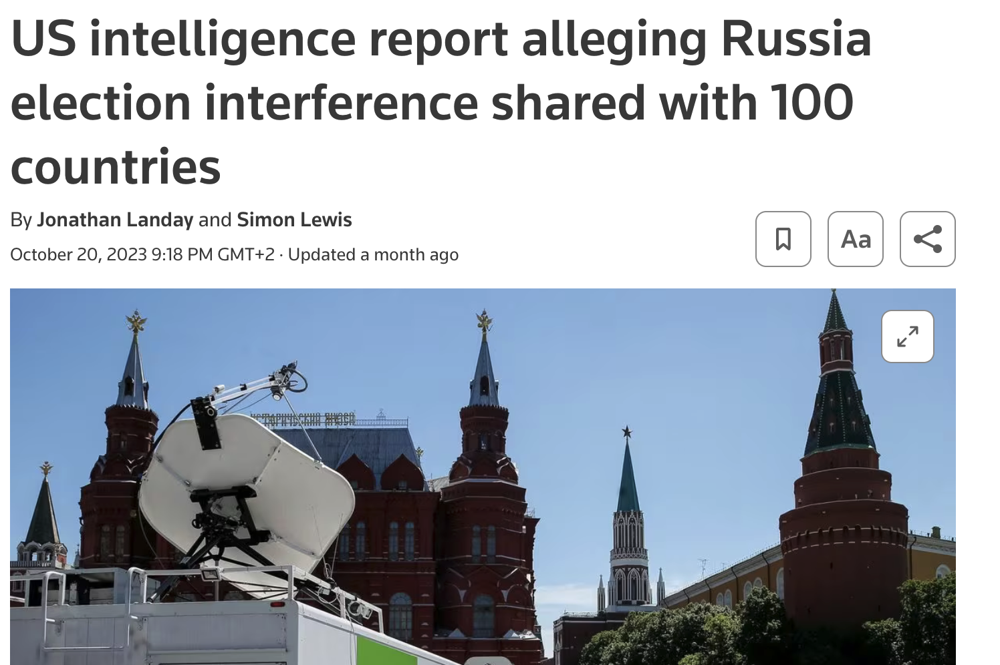 US intelligence report alleging Russia
election interference shared with 100
countries
By Jonathan Landay and Simon Lewis
October 20, 2023 9:18 PM GMT+2 · Updated a month ago
Aa